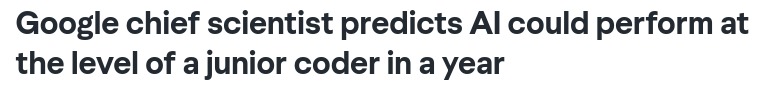 Google chief scientist predicts AI could perform at
the level of a junior coder in a year